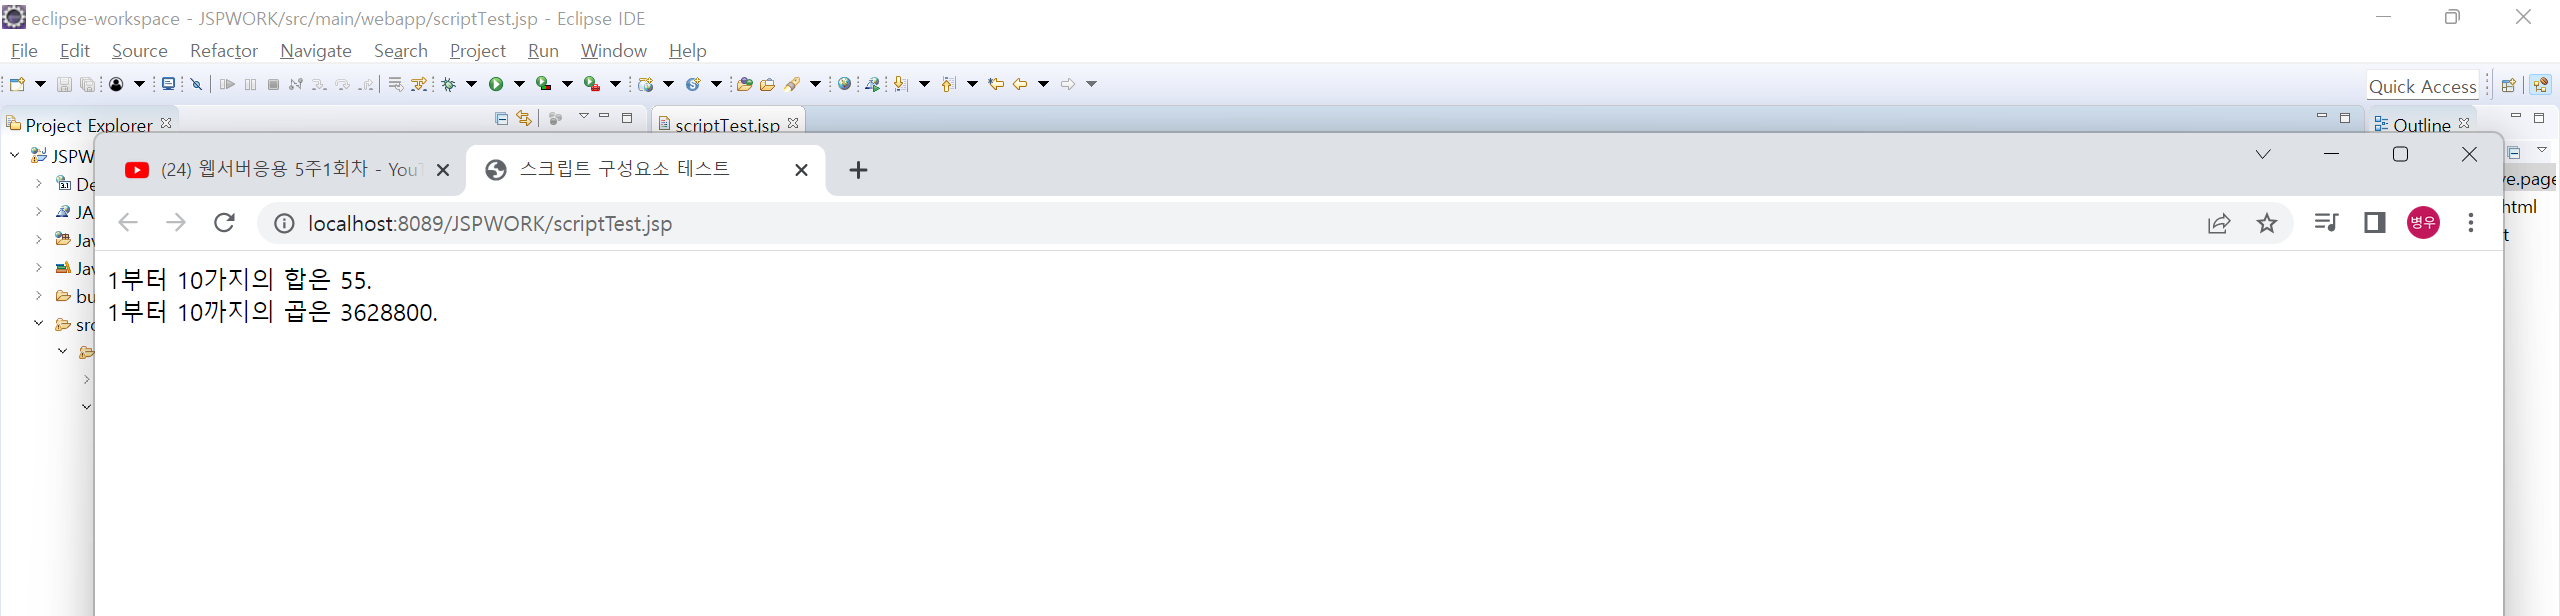 eclipse-workspace - JSPWORK/src/main/webapp/scriptTest.jsp - Eclipse IDE
File Edit Source Refactor Navigate Search Project Run Window Help
Quick Access
Project Explorer
scriptTest.jsp
Outline
(24) 웹서버응용 5주1회차 - YouT
스크립트 구성요소 테스트
localhost:8089/JSPWORK/scriptTest.jsp
병우
1부터 10가지의 합은 55.
1부터 10까지의 곱은 3628800.
JSPW
De
JA
Jav
Jav
bu
src
ve.page
html
t